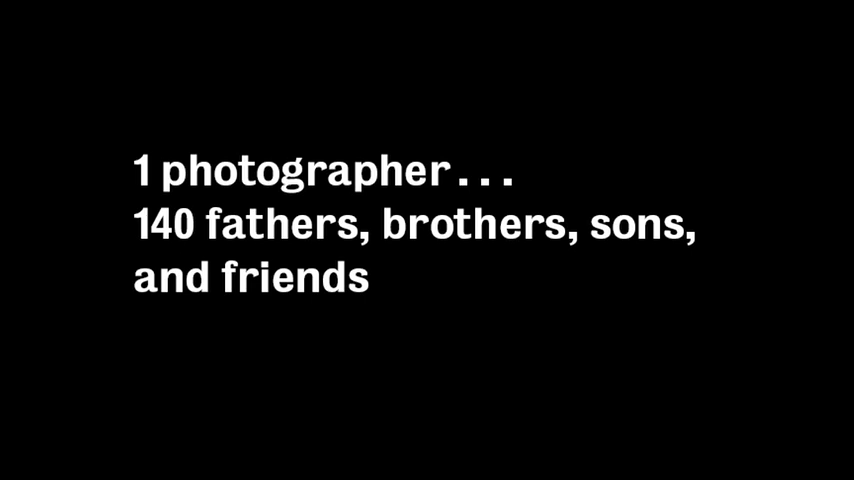 1 photographer . . .
140 fathers, brothers, sons,
and friends